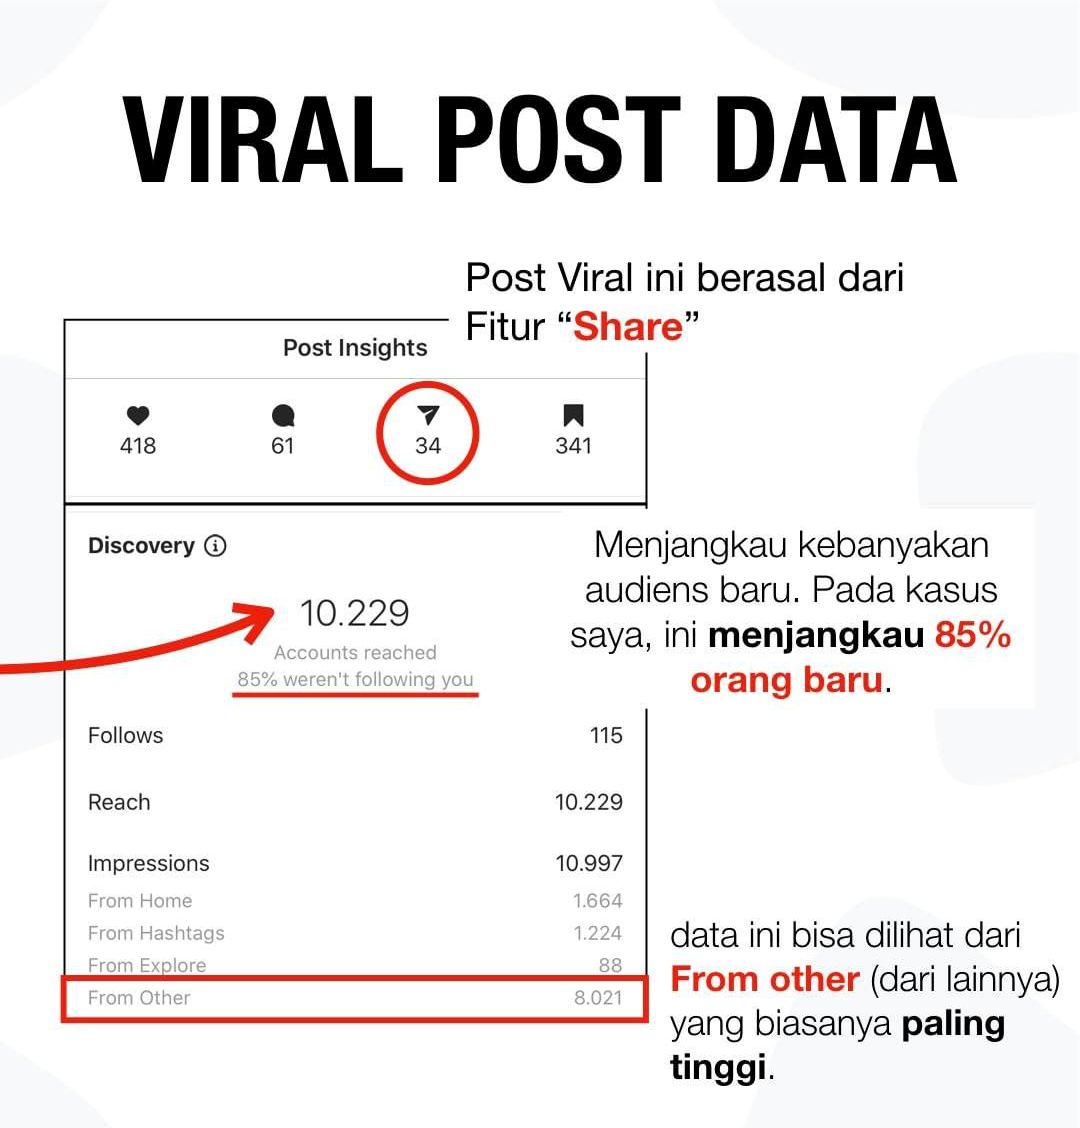 VIRAL POST DATA
Post Viral ini berasal dari
Fitur “Share”
Post Insights
418 61 34 341
Discovery
10.229
Accounts reached
85% weren't following you
Menjangkau kebanyakan
audiens baru. Pada kasus
saya, ini menjangkau 85%
orang baru.
Follows 115
Reach 10.229
Impressions 10.997
From Home 1.664
From Hashtags 1.224
From Explore 88
From Other 8.021
data ini bisa dilihat dari
From other (dari lainnya)
yang biasanya paling
tinggi.